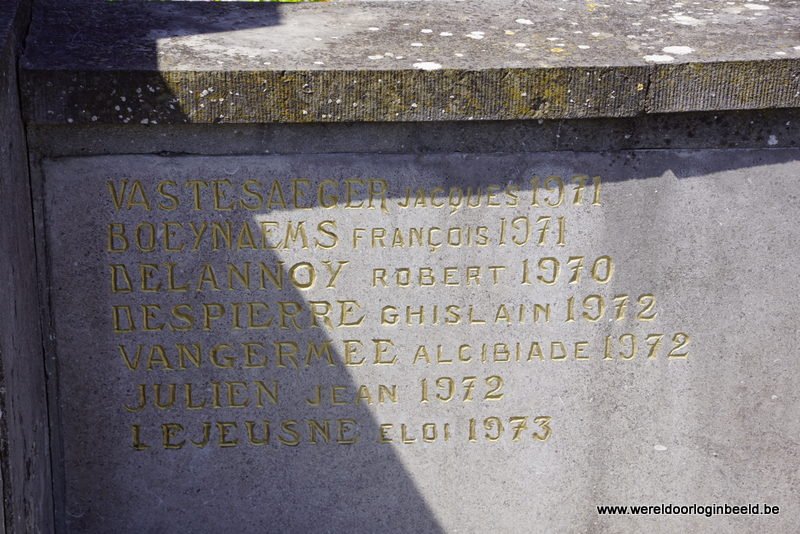 VASTESAEGER JACQUES 1971
BOEYNAEMS FRANÇOIS 1971
DELANNOY ROBERT 1970
DESPIERRE GHISLAIN 1972
VANGERMÉE ALCIBIADE 1972
JULIEN JEAN 1972
LEJEUSNE ELOI 1973
www.wereldoorloginbeeld.be